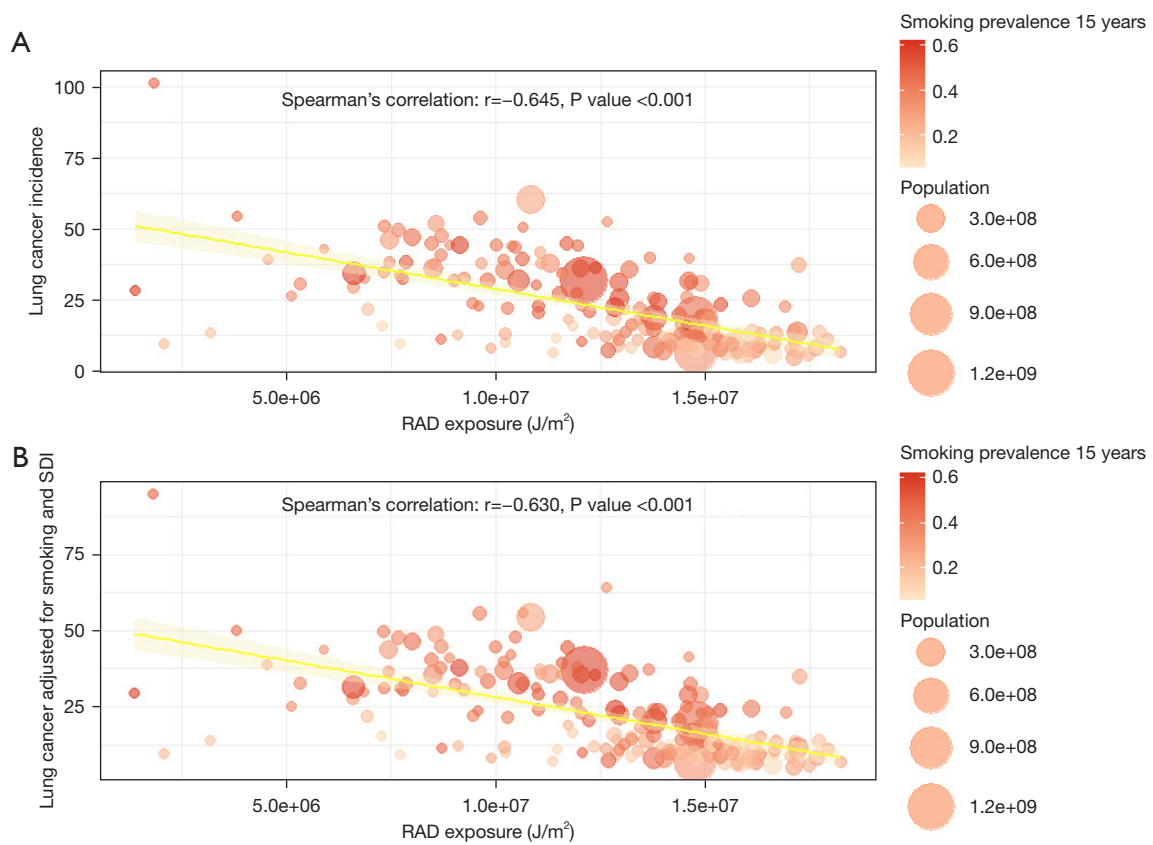 A
Lung cancer incidence
100
75
50
25
0
Spearman's correlation: r=−0.645, P value <0.001
5.0e+06
1.0e+07
1.5e+07
RAD exposure (J/m²)
Smoking prevalence 15 years
0.6
0.4
0.2
Population
3.0e+08
6.0e+08
9.0e+08
1.2e+09
B
Lung cancer adjusted for smoking and SDI
75
50
25
Spearman's correlation: r=−0.630, P value <0.001
5.0e+06
1.0e+07
1.5e+07
RAD exposure (J/m²)
Smoking prevalence 15 years
0.6
0.4
0.2
Population
3.0e+08
6.0e+08
9.0e+08
1.2e+09